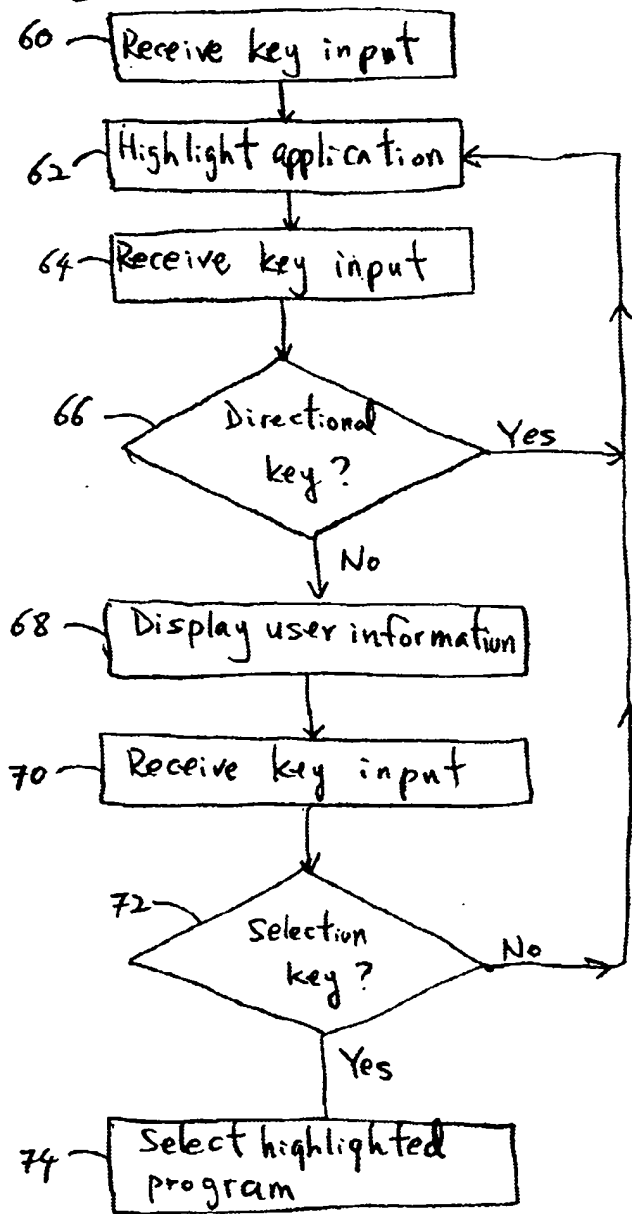 60
Receive key input
62
Highlight application
64
Receive key input
66
Directional
key?
Yes
No
68
Display user information
70
Receive key input
72
Selection
key?
No
Yes
74
Select highlighted
program